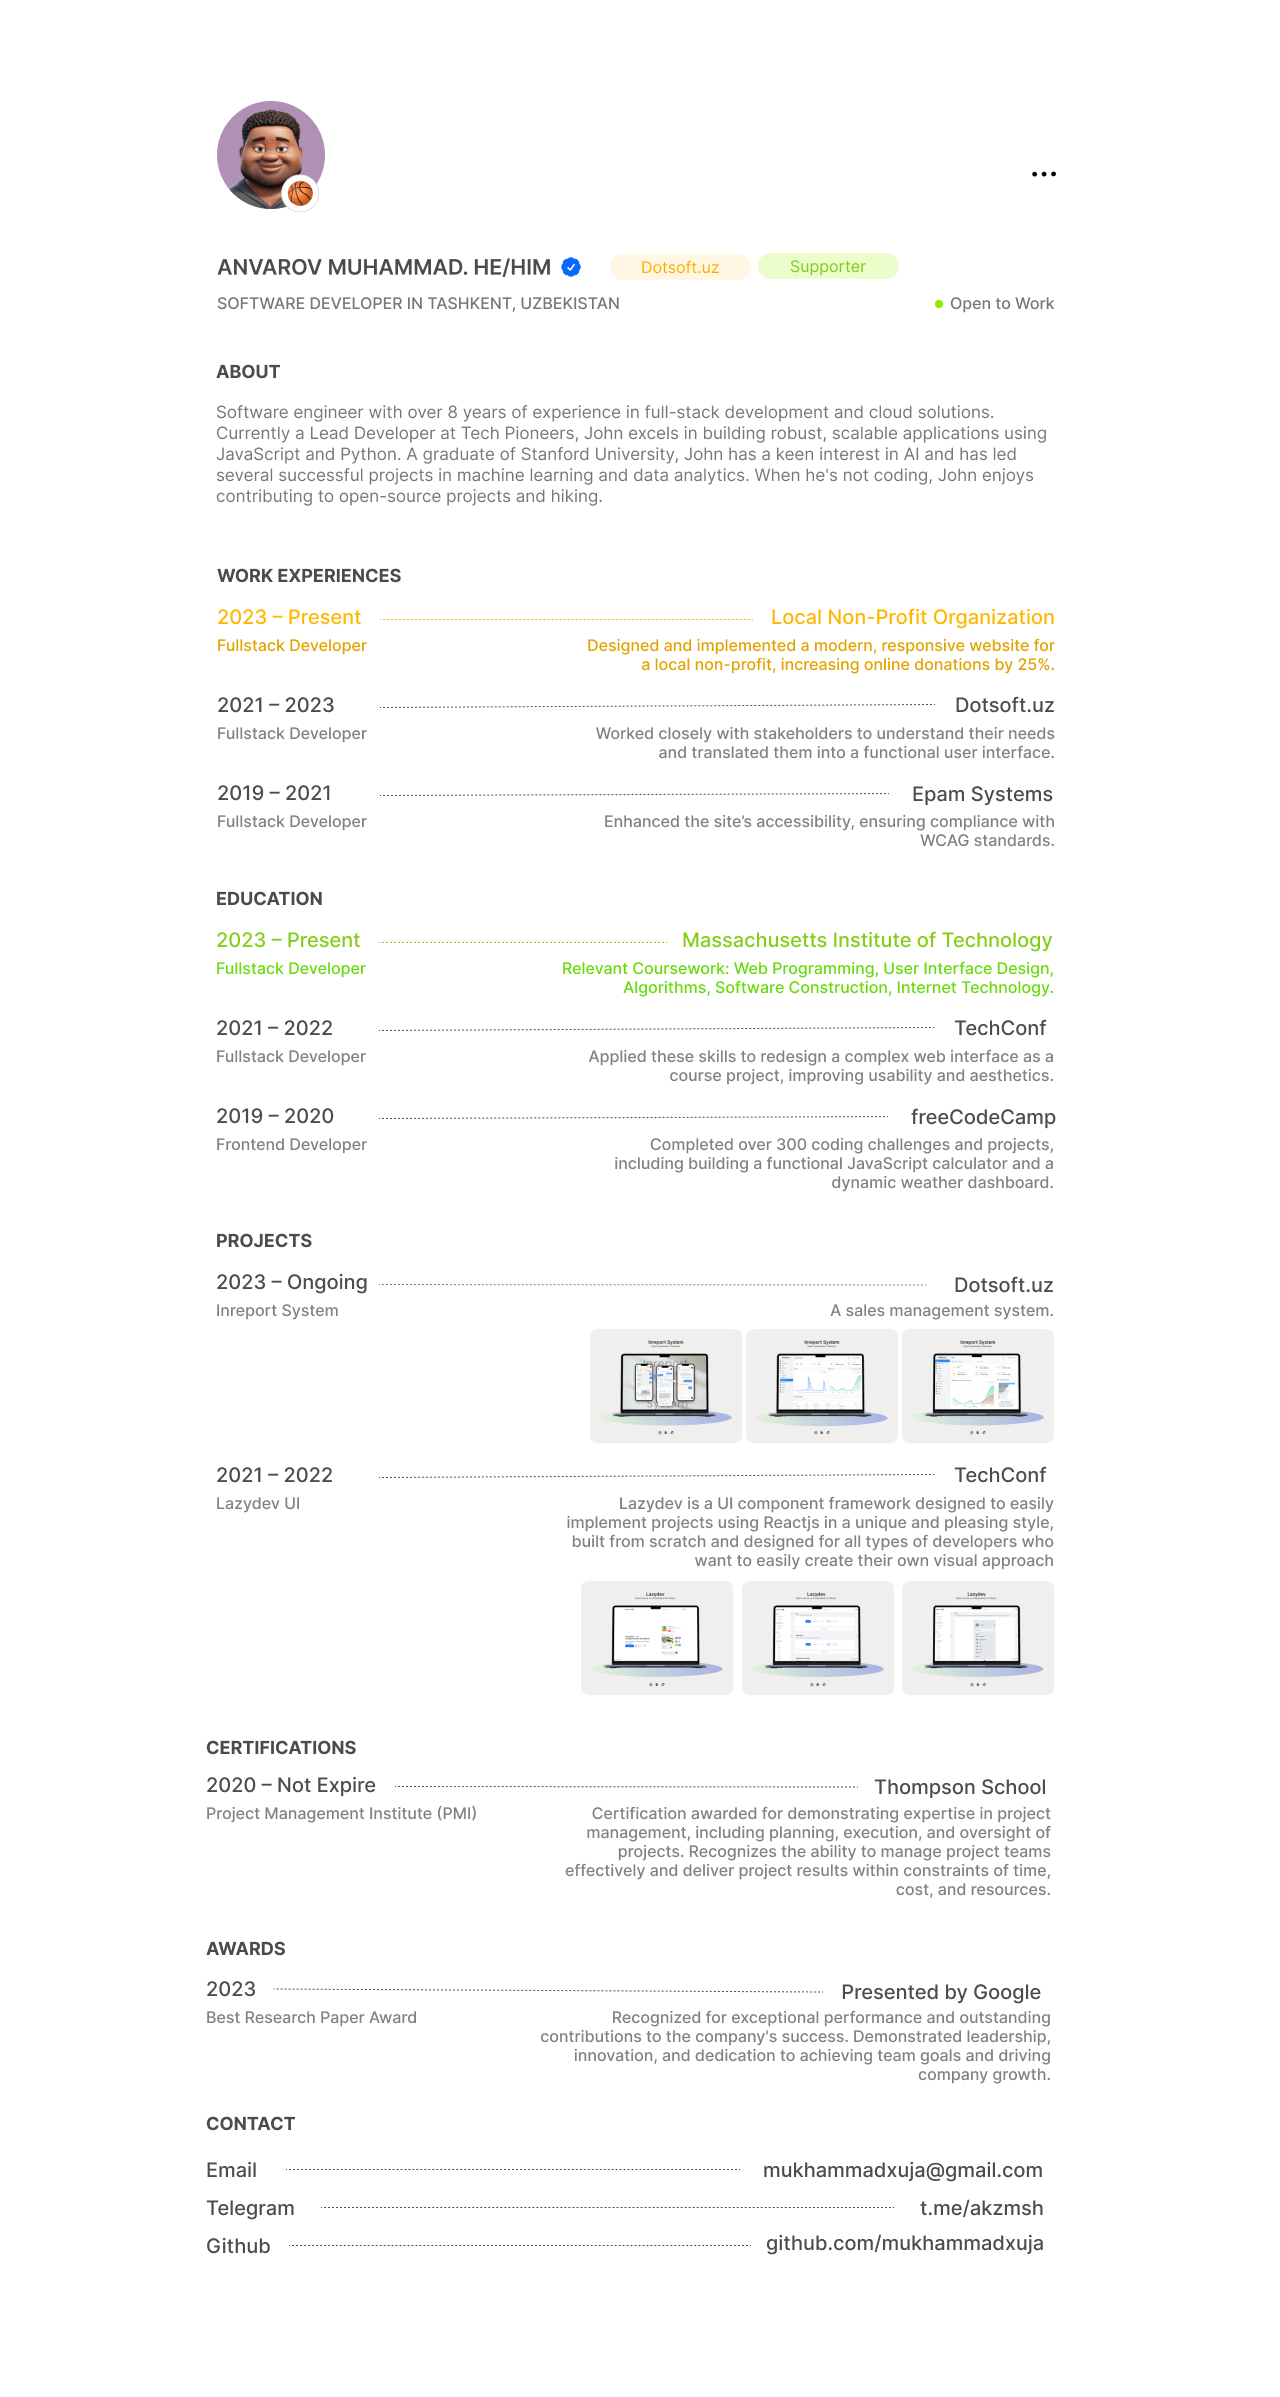 ANVAROV MUHAMMAD. HE/HIM Dotsoft.uz Supporter
SOFTWARE DEVELOPER IN TASHKENT, UZBEKISTAN Open to Work
ABOUT
Software engineer with over 8 years of experience in full-stack development and cloud solutions.
Currently a Lead Developer at Tech Pioneers, John excels in building robust, scalable applications using
JavaScript and Python. A graduate of Stanford University, John has a keen interest in AI and has led
several successful projects in machine learning and data analytics. When he's not coding, John enjoys
contributing to open-source projects and hiking.
WORK EXPERIENCES
2023 – Present Local Non-Profit Organization
Fullstack Developer Designed and implemented a modern, responsive website for
a local non-profit, increasing online donations by 25%.
2021 – 2023 Dotsoft.uz
Fullstack Developer Worked closely with stakeholders to understand their needs
and translated them into a functional user interface.
2019 – 2021 Epam Systems
Fullstack Developer Enhanced the site’s accessibility, ensuring compliance with
WCAG standards.
EDUCATION
2023 – Present Massachusetts Institute of Technology
Fullstack Developer Relevant Coursework: Web Programming, User Interface Design,
Algorithms, Software Construction, Internet Technology.
2021 – 2022 TechConf
Fullstack Developer Applied these skills to redesign a complex web interface as a
course project, improving usability and aesthetics.
2019 – 2020 freeCodeCamp
Frontend Developer Completed over 300 coding challenges and projects,
including building a functional JavaScript calculator and a
dynamic weather dashboard.
PROJECTS
2023 – Ongoing Dotsoft.uz
Inreport System A sales management system.
Inreport System Inreport System Inreport System
2021 – 2022 TechConf
Lazydev UI Lazydev is a UI component framework designed to easily
implement projects using Reactjs in a unique and pleasing style,
built from scratch and designed for all types of developers who
want to easily create their own visual approach
Lazydev Lazydev Lazydev
CERTIFICATIONS
2020 – Not Expire Thompson School
Project Management Institute (PMI) Certification awarded for demonstrating expertise in project
management, including planning, execution, and oversight of
projects. Recognizes the ability to manage project teams
effectively and deliver project results within constraints of time,
cost, and resources.
AWARDS
2023 Presented by Google
Best Research Paper Award Recognized for exceptional performance and outstanding
contributions to the company's success. Demonstrated leadership,
innovation, and dedication to achieving team goals and driving
company growth.
CONTACT
Email mukhammadxuja@gmail.com
Telegram t.me/akzmsh
Github github.com/mukhammadxuja